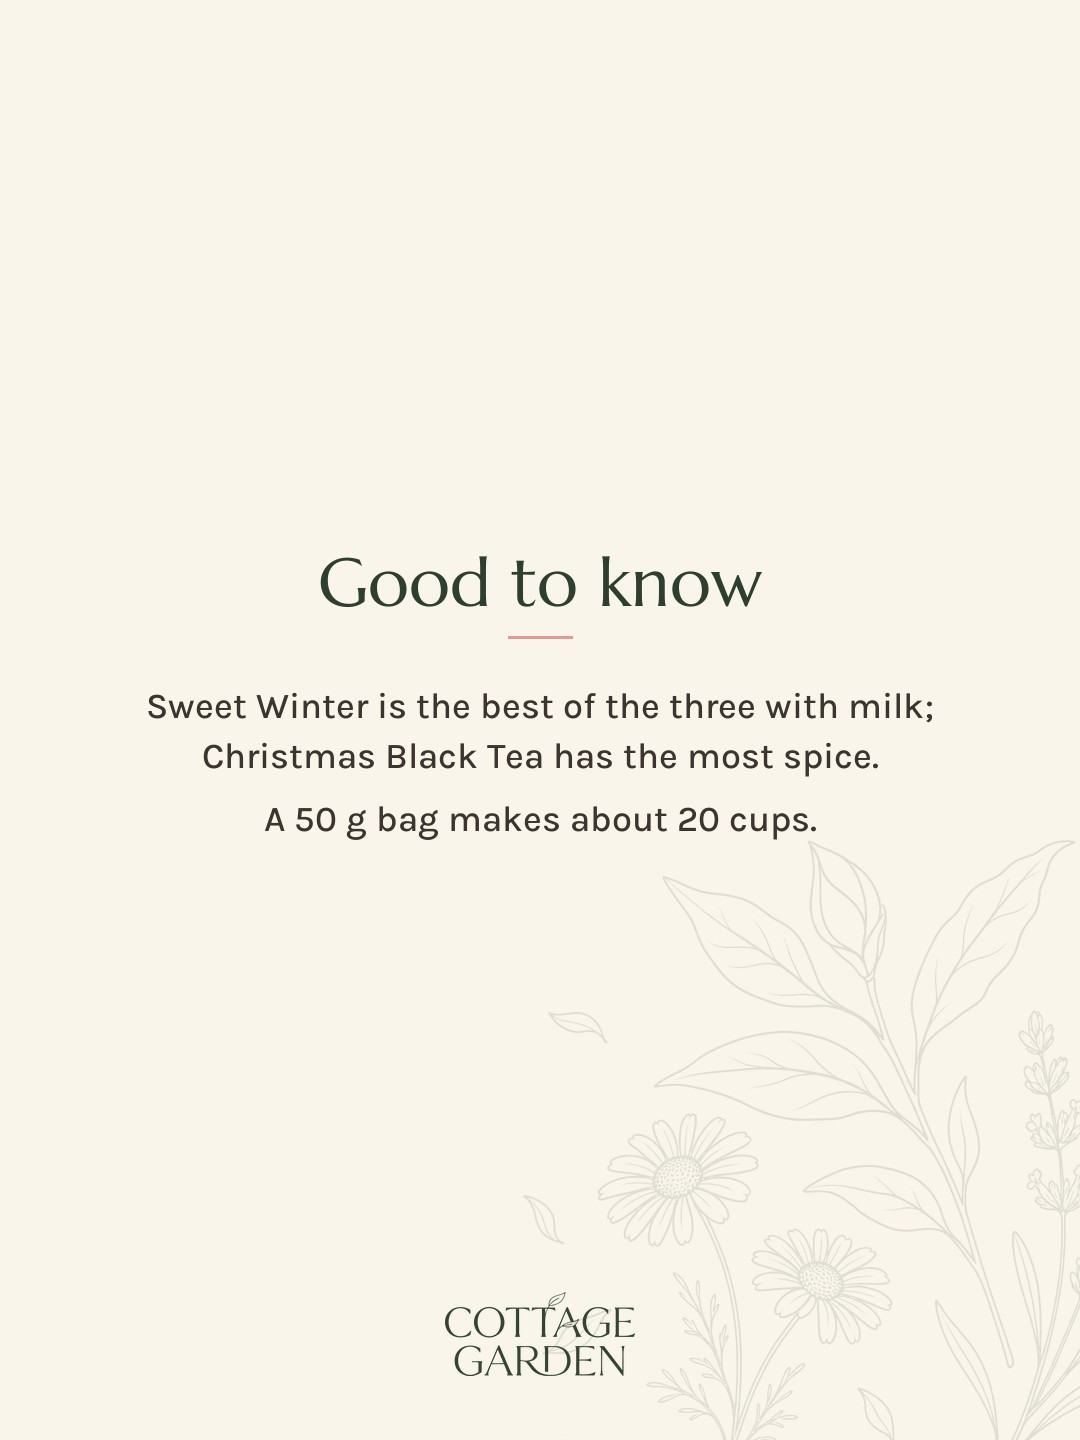 Good to know
Sweet Winter is the best of the three with milk;
Christmas Black Tea has the most spice.
A 50 g bag makes about 20 cups.
COTTAGE
GARDEN